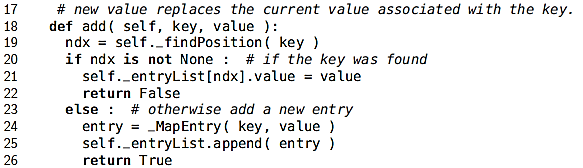 17 # new value replaces the current value associated with the key.
18 def add( self, key, value ):
19 ndx = self._findPosition( key )
20 if ndx is not None : # if the key was found
21 self._entryList[ndx].value = value
22 return False
23 else : # otherwise add a new entry
24 entry = _MapEntry( key, value )
25 self._entryList.append( entry )
26 return True